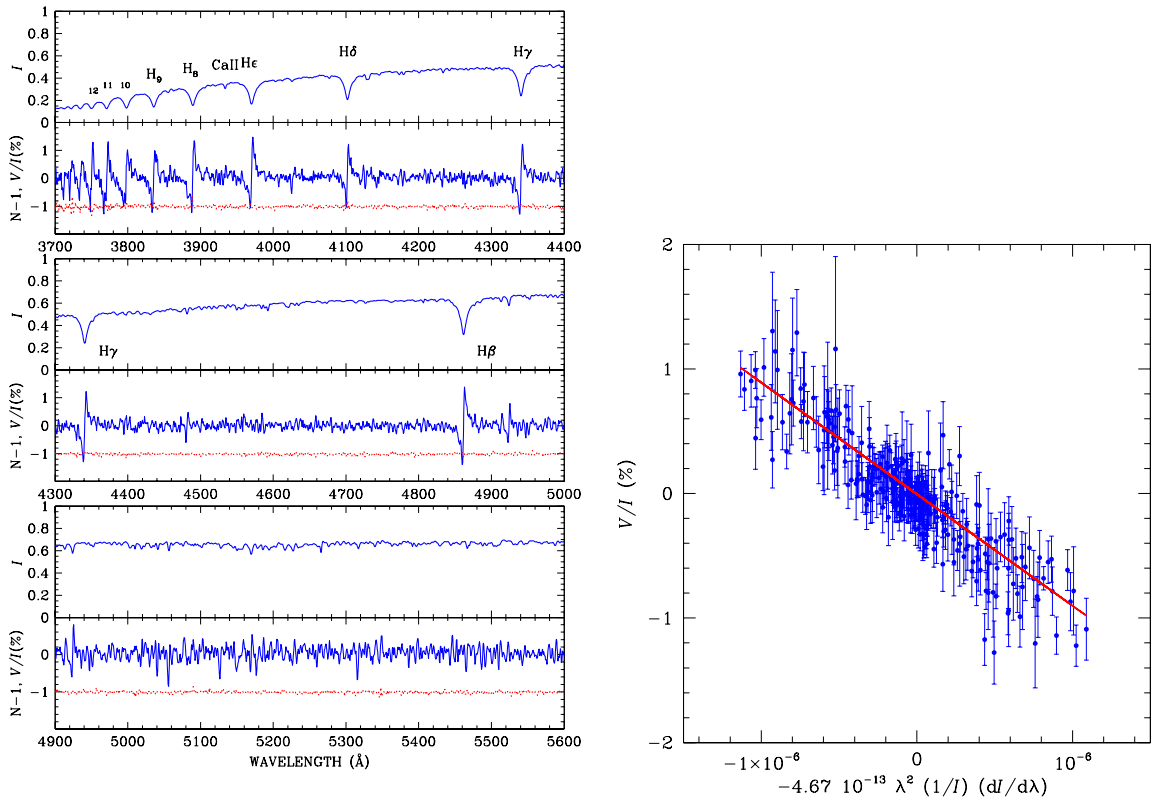 1
0.8
0.6
0.4
0.2
0
I
12
11
10
H9
H8
CaII
Hϵ
Hδ
Hγ
1
0
−1
N−1, V/I(%)
3700 3800 3900 4000 4100 4200 4300 4400
1
0.8
0.6
0.4
0.2
0
I
Hγ
Hβ
1
0
−1
N−1, V/I(%)
4300 4400 4500 4600 4700 4800 4900 5000
1
0.8
0.6
0.4
0.2
0
I
0
−1
N−1, V/I(%)
4900 5000 5100 5200 5300 5400 5500 5600
WAVELENGTH (Å)
2
1
0
−1
−2
V/I (%)
−1×10⁻⁶ 0 10⁻⁶
−4.67 10⁻¹³ λ² (1/I) (dI/dλ)